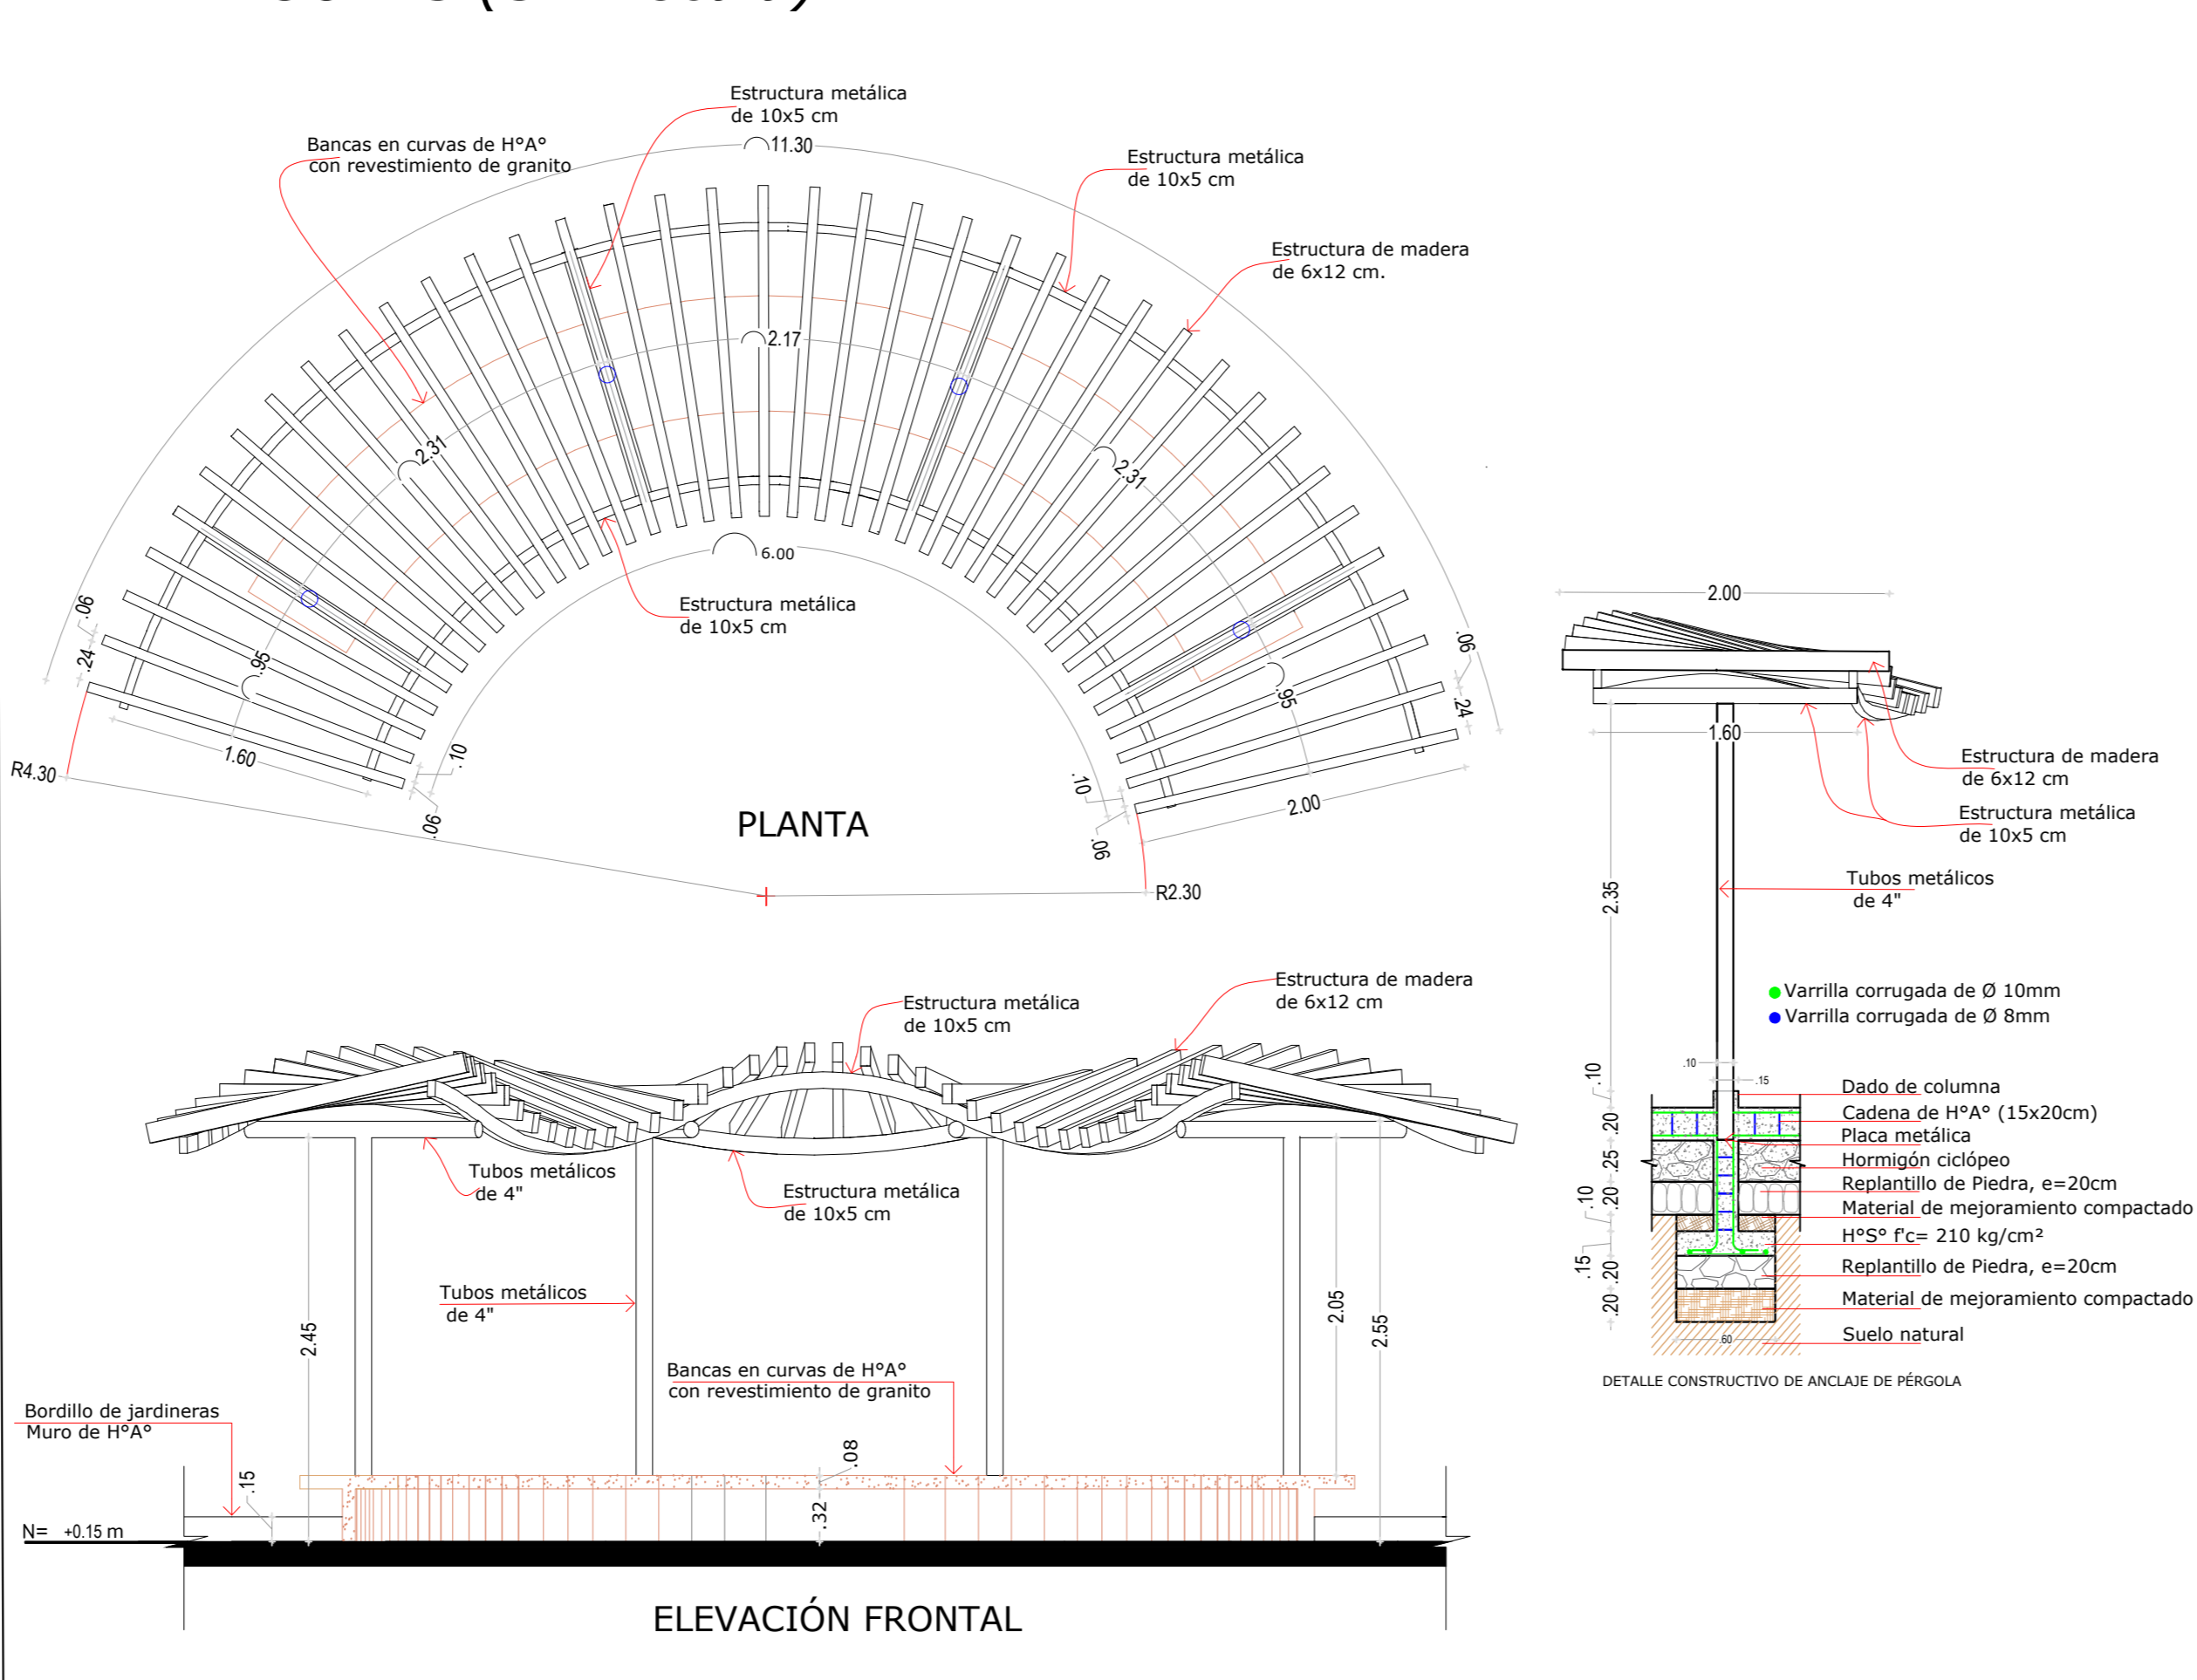 Estructura metálica
de 10x5 cm
Bancas en curvas de H°A°
con revestimiento de granito
11.30
Estructura metálica
de 10x5 cm
Estructura de madera
de 6x12 cm.
2.17
2.31
2.31
6.00
Estructura metálica
de 10x5 cm
.06
.24
.95
1.60
.10
.06
R4.30
.06
.24
.95
.10
.06
2.00
R2.30
PLANTA
2.00
1.60
Estructura de madera
de 6x12 cm
Estructura metálica
de 10x5 cm
2.35
Tubos metálicos
de 4"
Varrilla corrugada de Ø 10mm
Varrilla corrugada de Ø 8mm
.10
.15
.10
.20
.25
.10
.20
.15
.20
.20
.60
Dado de columna
Cadena de H°A° (15x20cm)
Placa metálica
Hormigón ciclópeo
Replantillo de Piedra, e=20cm
Material de mejoramiento compactado
H°S° f'c= 210 kg/cm²
Replantillo de Piedra, e=20cm
Material de mejoramiento compactado
Suelo natural
DETALLE CONSTRUCTIVO DE ANCLAJE DE PÉRGOLA
Estructura metálica
de 10x5 cm
Estructura de madera
de 6x12 cm
Tubos metálicos
de 4"
Estructura metálica
de 10x5 cm
Tubos metálicos
de 4"
2.45
2.05
2.55
Bancas en curvas de H°A°
con revestimiento de granito
Bordillo de jardineras
Muro de H°A°
.15
.08
.32
N= +0.15 m
ELEVACIÓN FRONTAL